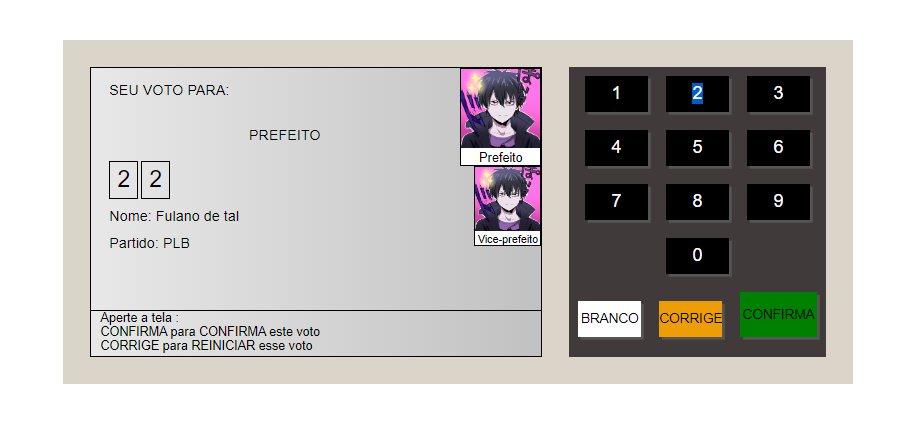 SEU VOTO PARA:
PREFEITO
2 2
Nome: Fulano de tal
Partido: PLB
Prefeito
Vice-prefeito
Aperte a tela :
CONFIRMA para CONFIRMA este voto
CORRIGE para REINICIAR esse voto
1 2 3
4 5 6
7 8 9
0
BRANCO CORRIGE CONFIRMA